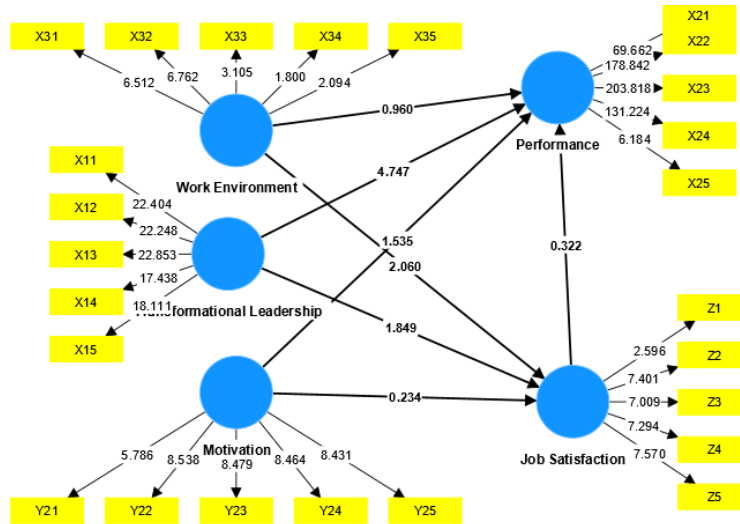 X31
X32
X33
X34
X35
X21
X22
X23
X24
X25
6.512
6.762
3.105
1.800
2.094
69.662
178.842
203.818
131.224
6.184
Work Environment
Performance
0.960
4.747
1.535
2.060
0.322
X11
X12
X13
X14
X15
22.404
22.248
22.853
17.438
18.111
Leadership
1.849
0.234
Motivation
5.786
8.538
8.479
8.464
8.431
Y21
Y22
Y23
Y24
Y25
Job Satisfaction
2.596
7.401
7.009
7.294
7.570
Z1
Z2
Z3
Z4
Z5